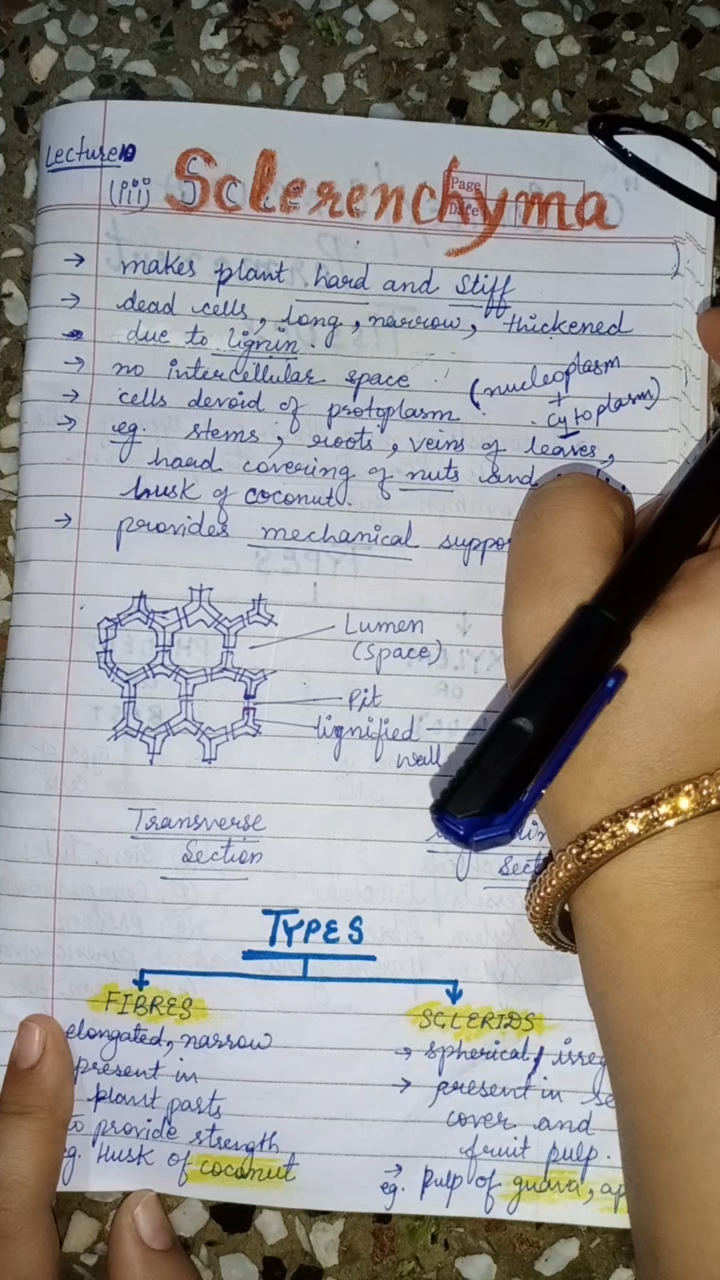 Lecture 10
(iii) Sclerenchyma
Page
Date
→ makes plant hard and stiff
→ dead cells, long, narrow, thickened
due to lignin.
→ no intercellular space
→ cells devoid of protoplasm (nucleoplasm
+
cytoplasm)
→ eg. stems, roots, veins of leaves,
hard covering of nuts and
husk of coconut.
→ provides mechanical
Lumen
(Space)
Pit
lignified
wall
Transverse
Section
TYPES
FIBRES
elongated, narrow
present in
plant parts
to provide strength
eg. Husk of coconut
SCLERIDS
→ spherical,
→ present in
cover and
fruit pulp.
→ eg. Pulp of guava,